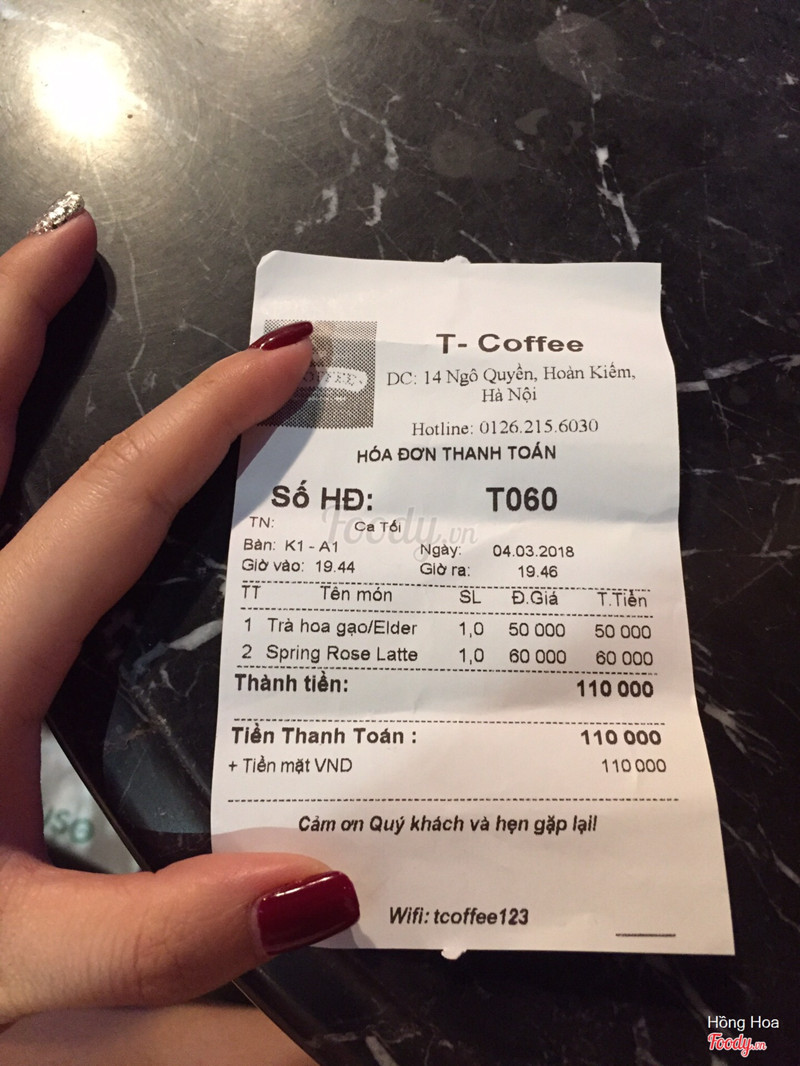 COFFEE
T- Coffee
DC: 14 Ngô Quyền, Hoàn Kiếm,
Hà Nội
Hotline: 0126.215.6030
HÓA ĐƠN THANH TOÁN
Số HĐ: T060
TN: Ca Tối
Bàn: K1 - A1 Ngày: 04.03.2018
Giờ vào: 19.44 Giờ ra: 19.46
TT Tên món SL Đ.Giá T.Tiền
1 Trà hoa gạo/Elder 1,0 50 000 50 000
2 Spring Rose Latte 1,0 60 000 60 000
Thành tiền: 110 000
Tiền Thanh Toán : 110 000
+ Tiền mặt VND 110 000
Cảm ơn Quý khách và hẹn gặp lại!
Wifi: tcoffee123
Foody.vn
Hồng Hoa
Foody.vn